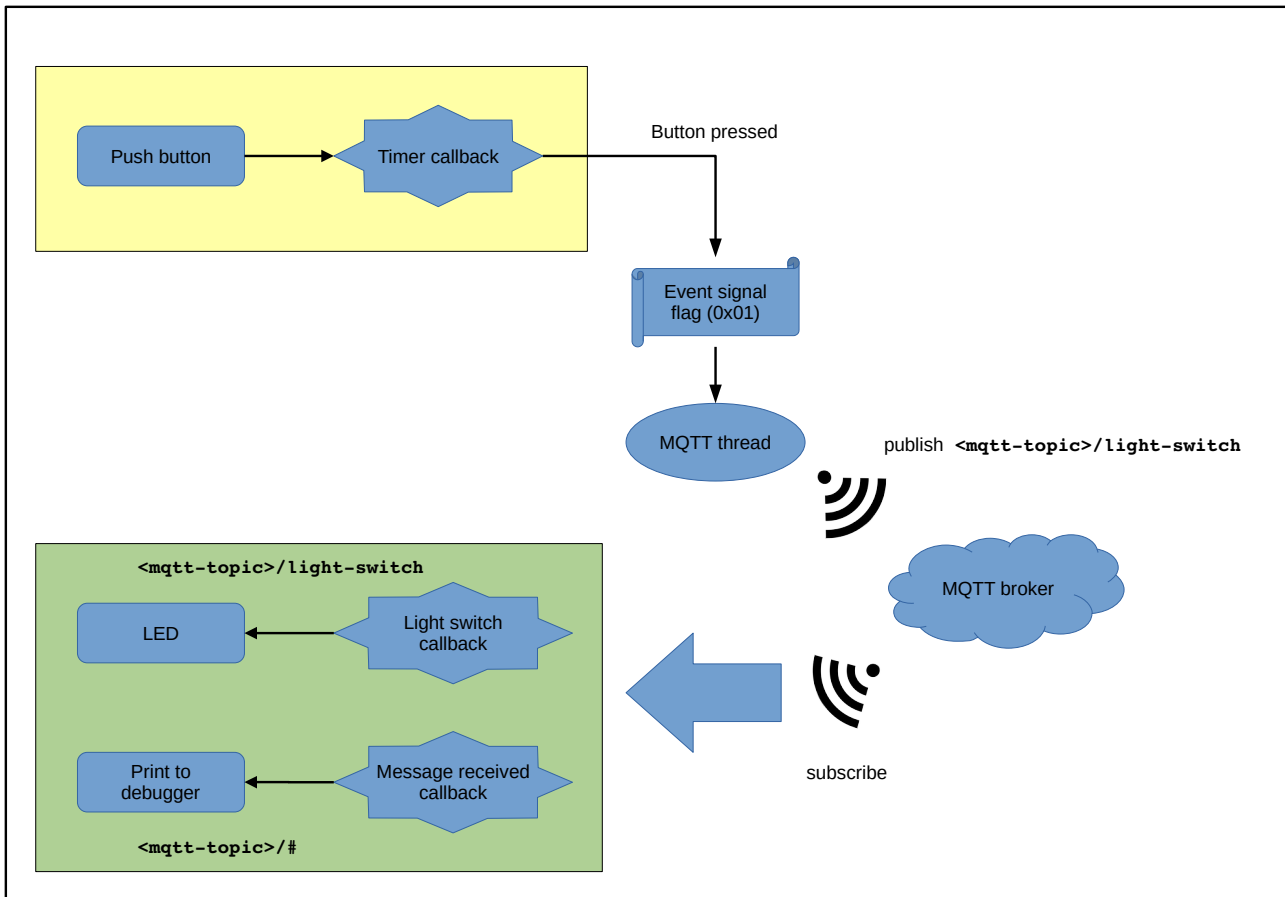 Button pressed
Push button
Timer callback
Event signal
flag (0x01)
MQTT thread
publish <mqtt-topic>/light-switch
MQTT broker
<mqtt-topic>/light-switch
LED
Light switch
callback
Print to
debugger
Message received
callback
subscribe
<mqtt-topic>/#